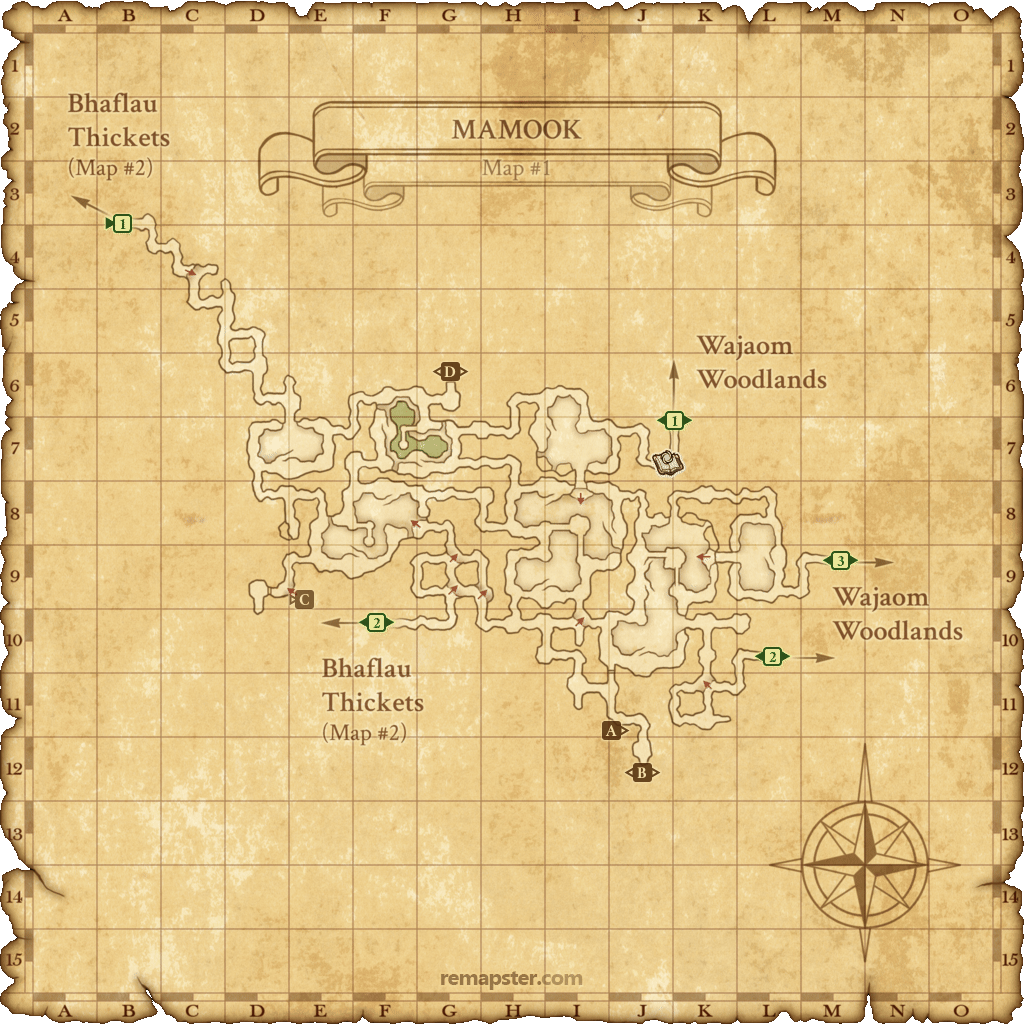 A B C D E F G H I J K L M N O
1 1
Bhaflau
Thickets
(Map #2)
2 2
MAMOOK
Map #1
3 3
1
4 4
5 5
Wajaom
Woodlands
D
6 6
1
7 7
8 8
3
9 9
C
Wajaom
Woodlands
2
10 10
2
Bhaflau
Thickets
(Map #2)
11 11
A
12 12
B
13 13
14 14
15 15
remapster.com
A B C D E F G H I J K L M N O